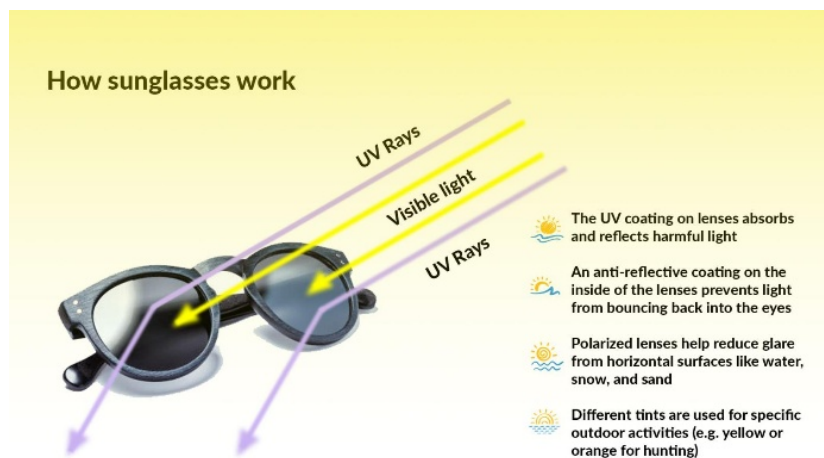 How sunglasses work
UV Rays
Visible light
UV Rays
The UV coating on lenses absorbs
and reflects harmful light
An anti-reflective coating on the
inside of the lenses prevents light
from bouncing back into the eyes
Polarized lenses help reduce glare
from horizontal surfaces like water,
snow, and sand
Different tints are used for specific
outdoor activities (e.g. yellow or
orange for hunting)